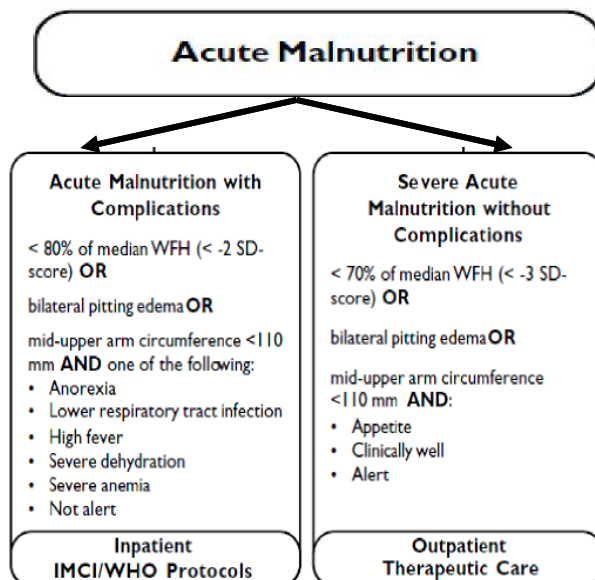 Acute Malnutrition
Acute Malnutrition with
Complications
< 80% of median WFH (< -2 SD-
score) OR
bilateral pitting edema OR
mid-upper arm circumference <110
mm AND one of the following:
• Anorexia
• Lower respiratory tract infection
• High fever
• Severe dehydration
• Severe anemia
• Not alert
Inpatient
IMCI/WHO Protocols
Severe Acute
Malnutrition without
Complications
< 70% of median WFH (< -3 SD-
score) OR
bilateral pitting edema OR
mid-upper arm circumference
<110 mm AND:
• Appetite
• Clinically well
• Alert
Outpatient
Therapeutic Care